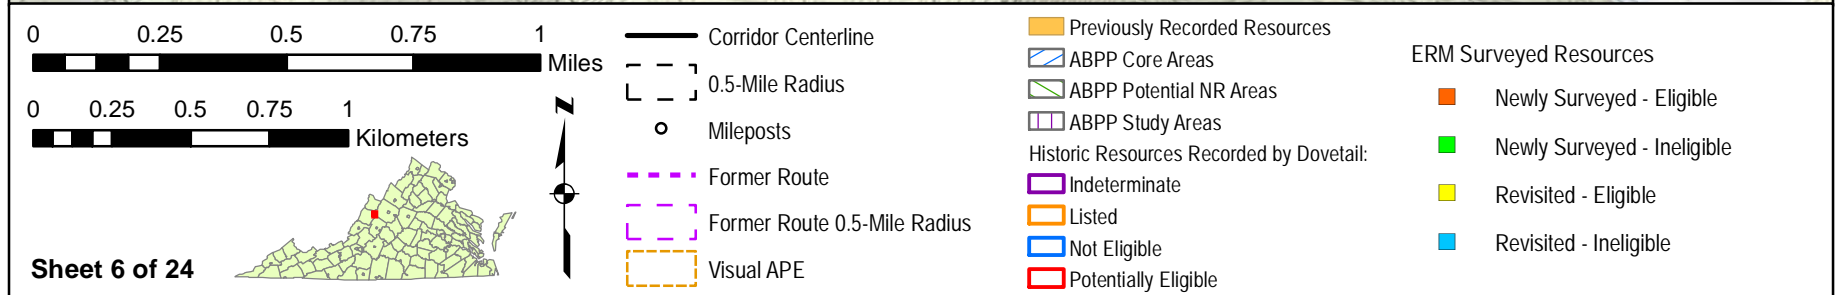 0 0.25 0.5 0.75 1
Miles
0 0.25 0.5 0.75 1
Kilometers
Sheet 6 of 24
N
Corridor Centerline
0.5-Mile Radius
Mileposts
Former Route
Former Route 0.5-Mile Radius
Visual APE
Previously Recorded Resources
ABPP Core Areas
ABPP Potential NR Areas
ABPP Study Areas
Historic Resources Recorded by Dovetail:
Indeterminate
Listed
Not Eligible
Potentially Eligible
ERM Surveyed Resources
Newly Surveyed - Eligible
Newly Surveyed - Ineligible
Revisited - Eligible
Revisited - Ineligible